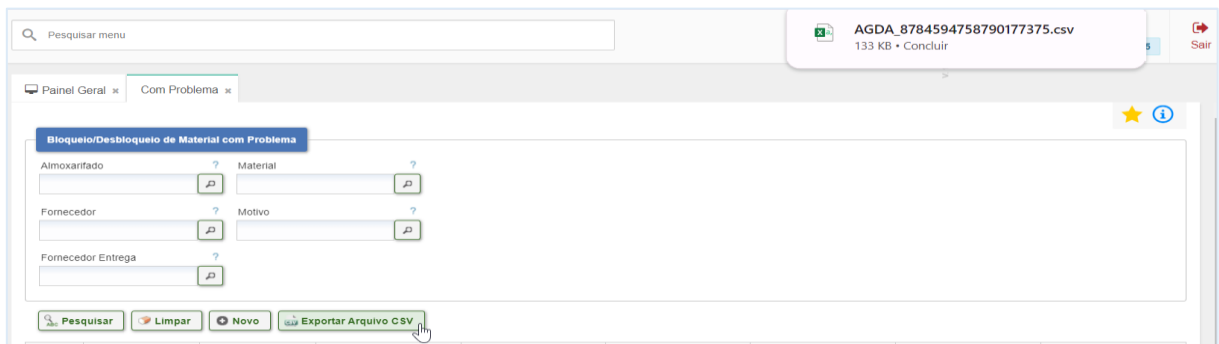 Pesquisar menu
AGDA_8784594758790177375.csv
133 KB • Concluir
Sair
Painel Geral
Com Problema
Bloqueio/Desbloqueio de Material com Problema
Almoxarifado ? Material ?
Fornecedor ? Motivo ?
Fornecedor Entrega ?
Pesquisar Limpar Novo Exportar Arquivo CSV